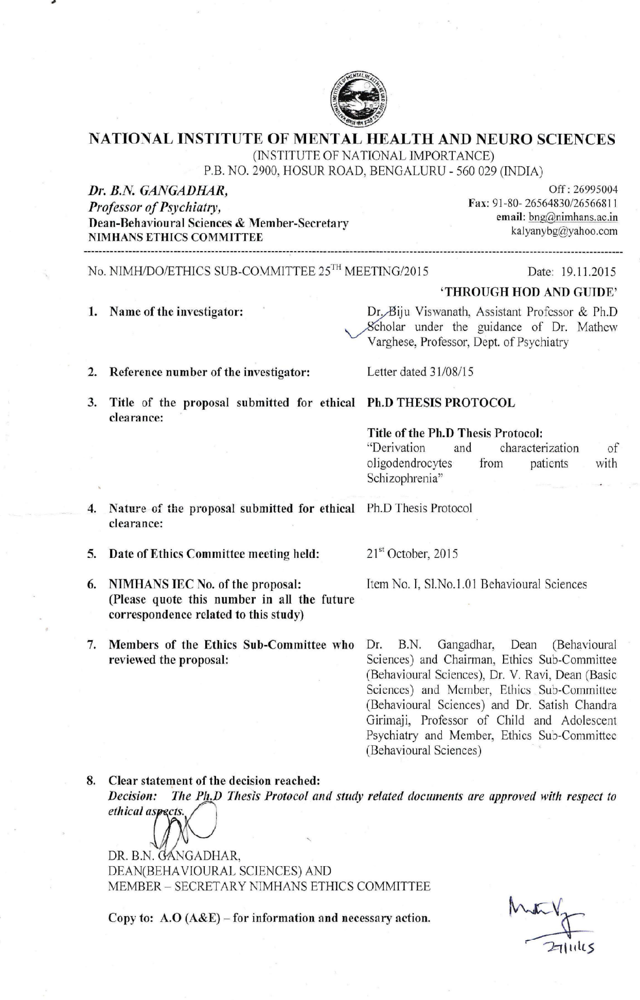 NATIONAL INSTITUTE OF MENTAL HEALTH AND NEURO SCIENCES
(INSTITUTE OF NATIONAL IMPORTANCE)
P.B. NO. 2900, HOSUR ROAD, BENGALURU - 560 029 (INDIA)
Dr. B.N. GANGADHAR,
Professor of Psychiatry,
Dean-Behavioural Sciences & Member-Secretary
NIMHANS ETHICS COMMITTEE
Off : 26995004
Fax: 91-80- 26564830/26566811
email: bng@nimhans.ac.in
kalyanybg@yahoo.com
No. NIMH/DO/ETHICS SUB-COMMITTEE 25TH MEETING/2015 Date: 19.11.2015
‘THROUGH HOD AND GUIDE’
1. Name of the investigator:
Dr. Biju Viswanath, Assistant Professor & Ph.D
Scholar under the guidance of Dr. Mathew
Varghese, Professor, Dept. of Psychiatry
2. Reference number of the investigator: Letter dated 31/08/15
3. Title of the proposal submitted for ethical
clearance:
Ph.D THESIS PROTOCOL
Title of the Ph.D Thesis Protocol:
“Derivation and characterization of
oligodendrocytes from patients with
Schizophrenia”
4. Nature of the proposal submitted for ethical
clearance:
Ph.D Thesis Protocol
5. Date of Ethics Committee meeting held: 21st October, 2015
6. NIMHANS IEC No. of the proposal:
(Please quote this number in all the future
correspondence related to this study)
Item No. I, Sl.No.1.01 Behavioural Sciences
7. Members of the Ethics Sub-Committee who
reviewed the proposal:
Dr. B.N. Gangadhar, Dean (Behavioural
Sciences) and Chairman, Ethics Sub-Committee
(Behavioural Sciences), Dr. V. Ravi, Dean (Basic
Sciences) and Member, Ethics Sub-Committee
(Behavioural Sciences) and Dr. Satish Chandra
Girimaji, Professor of Child and Adolescent
Psychiatry and Member, Ethics Sub-Committee
(Behavioural Sciences)
8. Clear statement of the decision reached:
Decision: The Ph.D Thesis Protocol and study related documents are approved with respect to
ethical aspects.
DR. B.N. GANGADHAR,
DEAN(BEHAVIOURAL SCIENCES) AND
MEMBER – SECRETARY NIMHANS ETHICS COMMITTEE
Copy to: A.O (A&E) – for information and necessary action.
27/11/15